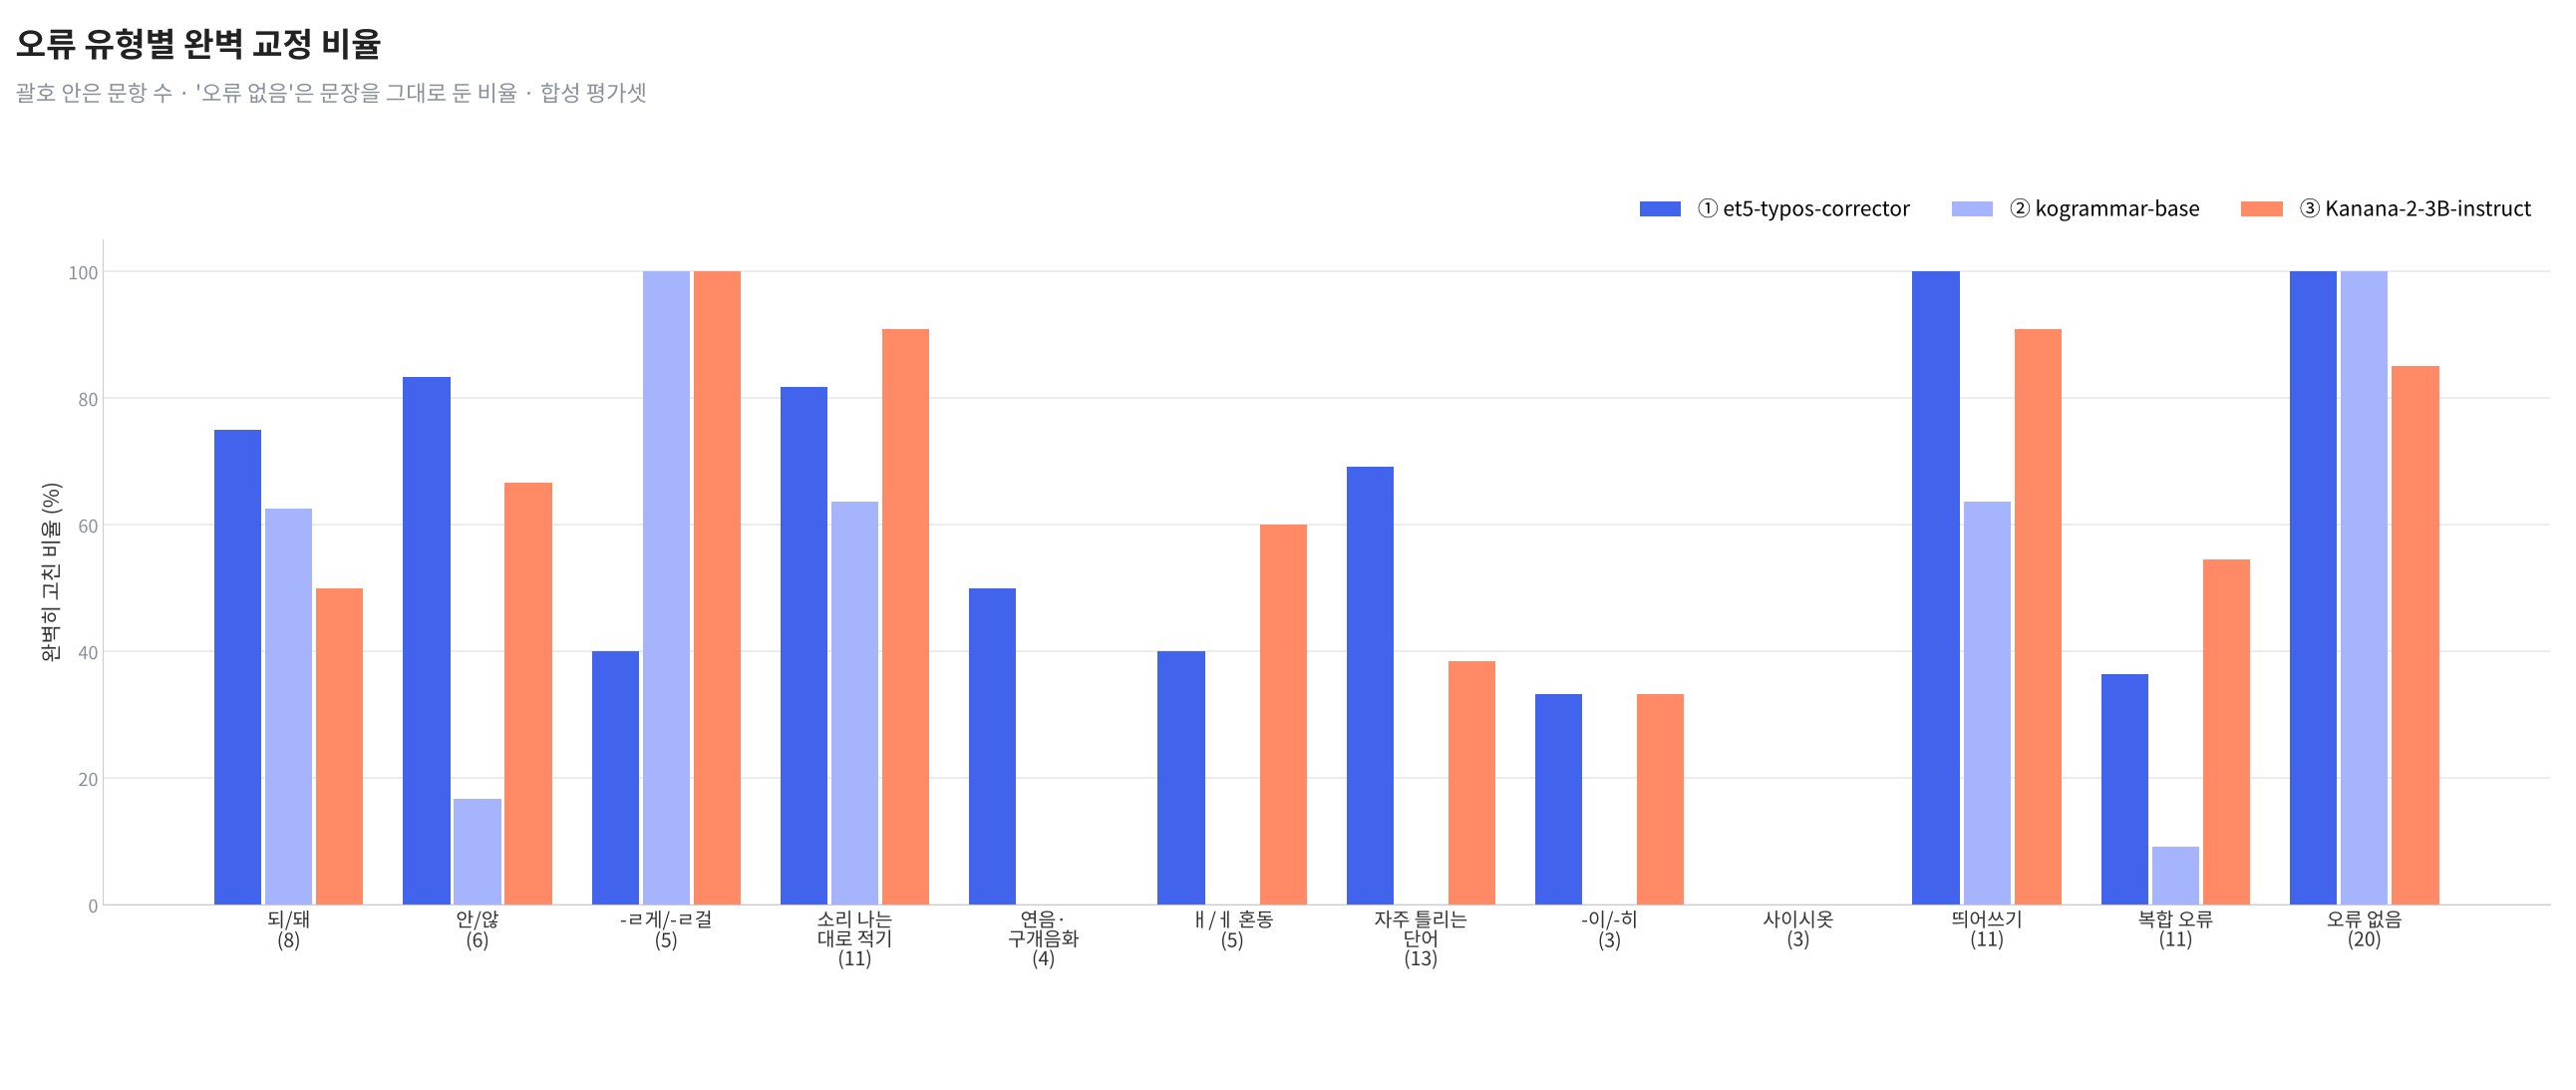 오류 유형별 완벽 교정 비율
괄호 안은 문항 수 · '오류 없음'은 문장을 그대로 둔 비율 · 합성 평가셋
① et5-typos-corrector
② kogrammar-base
③ Kanana-2-3B-instruct
완벽히 고친 비율 (%)
100
80
60
40
20
0
되/돼
(8)
안/않
(6)
-ㄹ게/-ㄹ걸
(5)
소리 나는
대로 적기
(11)
연음·
구개음화
(4)
ㅐ/ㅔ 혼동
(5)
자주 틀리는
단어
(13)
-이/-히
(3)
사이시옷
(3)
띄어쓰기
(11)
복합 오류
(11)
오류 없음
(20)